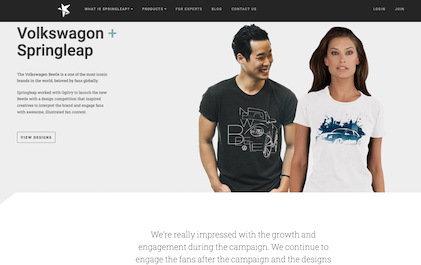 WHAT IS SPRINGLEAP? PRODUCTS FOR EXPERTS BLOG CONTACT US LOGIN JOIN
Volkswagon +
Springleap
The Volkswagen Beetle is a one of the most iconic
brands in the world, beloved by fans globally.
Springleap worked with Ogilvy to launch the new
Beetle with a design competition that inspired
creatives to interpret the brand and engage fans
with awesome, illustrated fan content.
VIEW DESIGNS
We're really impressed with the growth and
engagement during the campaign. We continue to
engage the fans after the campaign and the designs